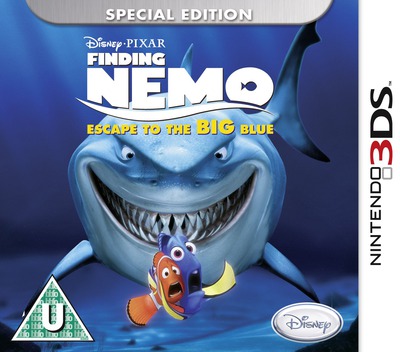 SPECIAL EDITION
Disney·PIXAR
FINDING
NEMO
ESCAPE TO THE BIG BLUE
NINTENDO 3DS
U
Disney